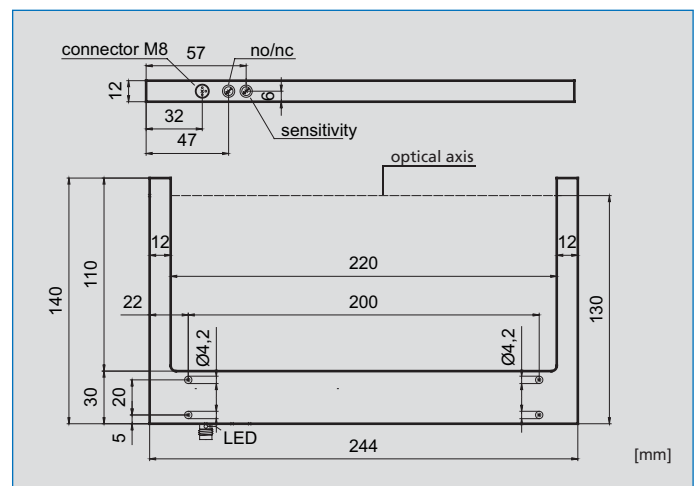 connector M8
57
no/nc
12
6
32
sensitivity
47
optical axis
12
12
220
140
110
22
200
130
Ø4,2
Ø4,2
30
20
5
LED
244
[mm]